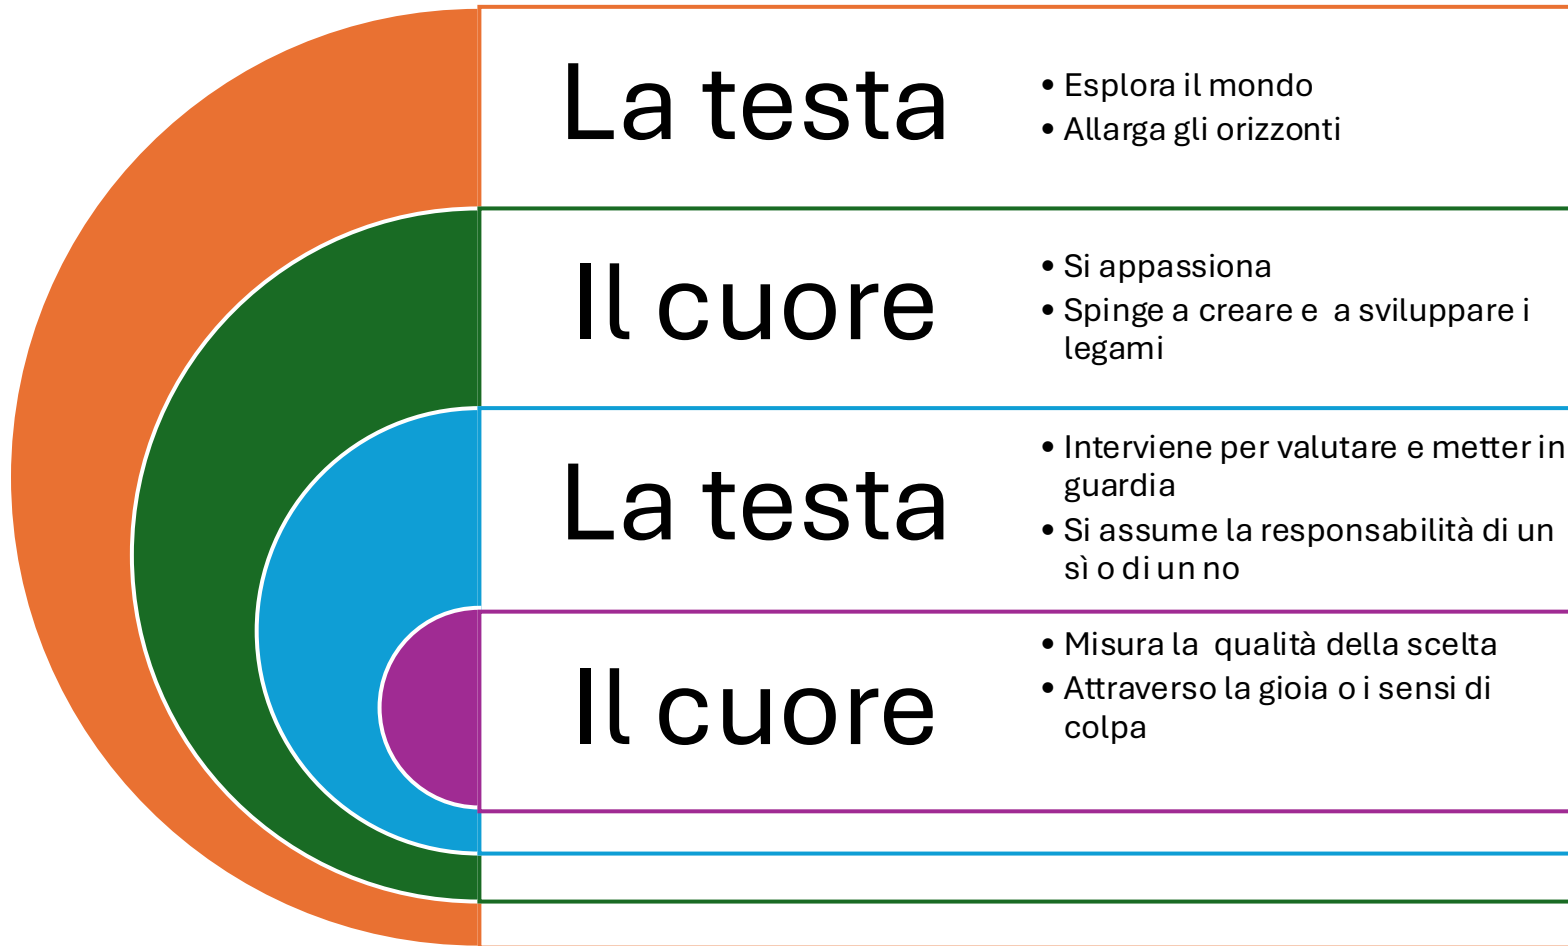 La testa
• Esplora il mondo
• Allarga gli orizzonti
Il cuore
• Si appassiona
• Spinge a creare e  a sviluppare i
legami
La testa
• Interviene per valutare e metter in
guardia
• Si assume la responsabilità di un
sì o di un no
Il cuore
• Misura la  qualità della scelta
• Attraverso la gioia o i sensi di
colpa